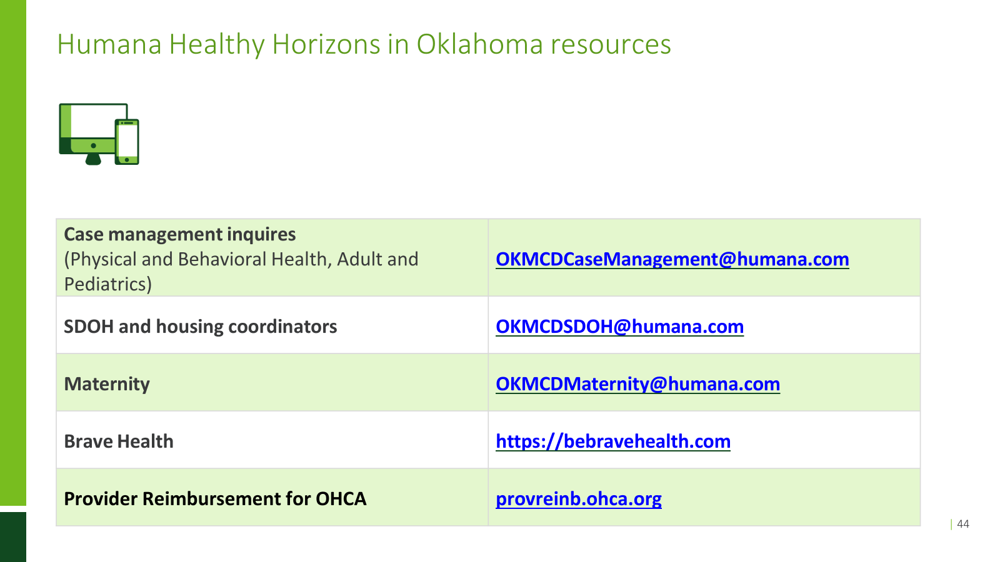 Humana Healthy Horizons in Oklahoma resources
Case management inquires
(Physical and Behavioral Health, Adult and
Pediatrics)
OKMCDCaseManagement@humana.com
SDOH and housing coordinators
OKMCDSDOH@humana.com
Maternity
OKMCDMaternity@humana.com
Brave Health
https://bebravehealth.com
Provider Reimbursement for OHCA
provreinb.ohca.org
| 44